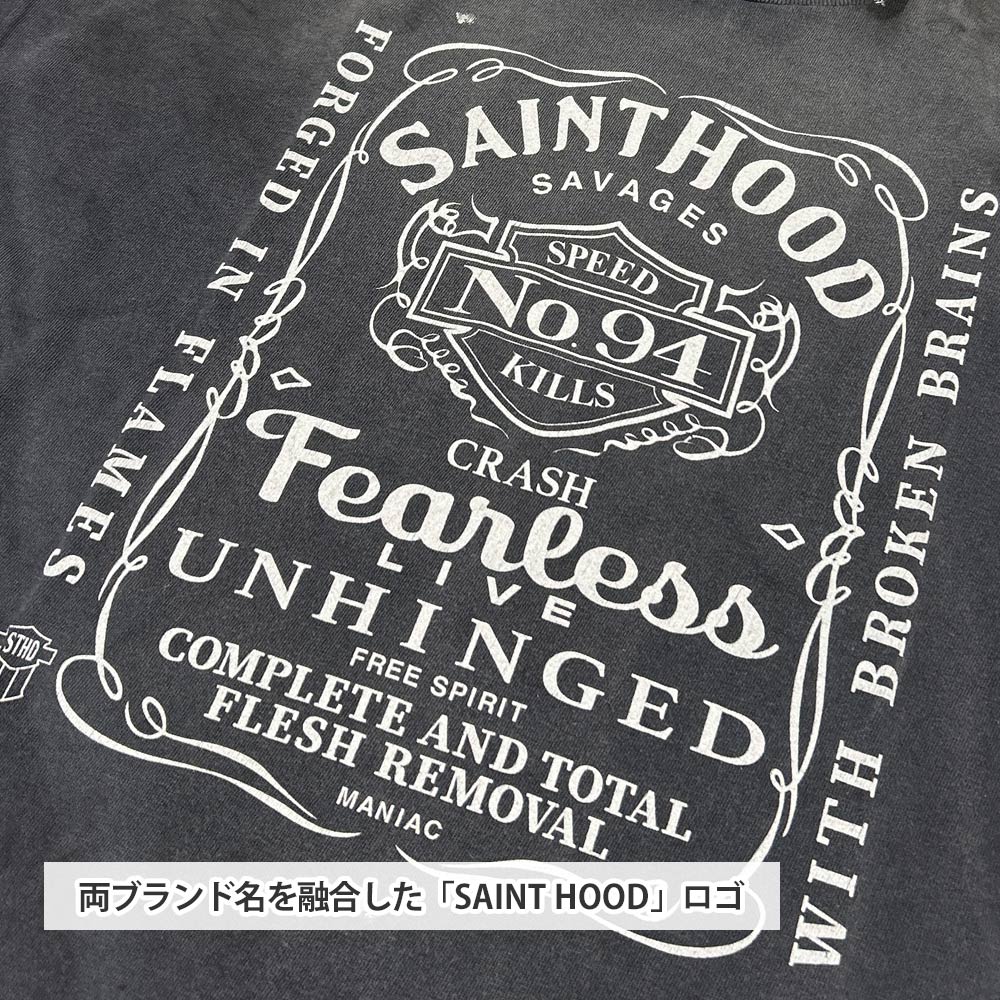 FORGED IN FLAMES
SAINT HOOD
SAVAGES
SPEED
No. 94
KILLS
CRASH
Fearless
LIVE
UNHINGED
FREE SPIRIT
COMPLETE AND TOTAL
FLESH REMOVAL
MANIAC
WITH BROKEN BRAINS
STHD
両ブランド名を融合した「SAINT HOOD」ロゴ